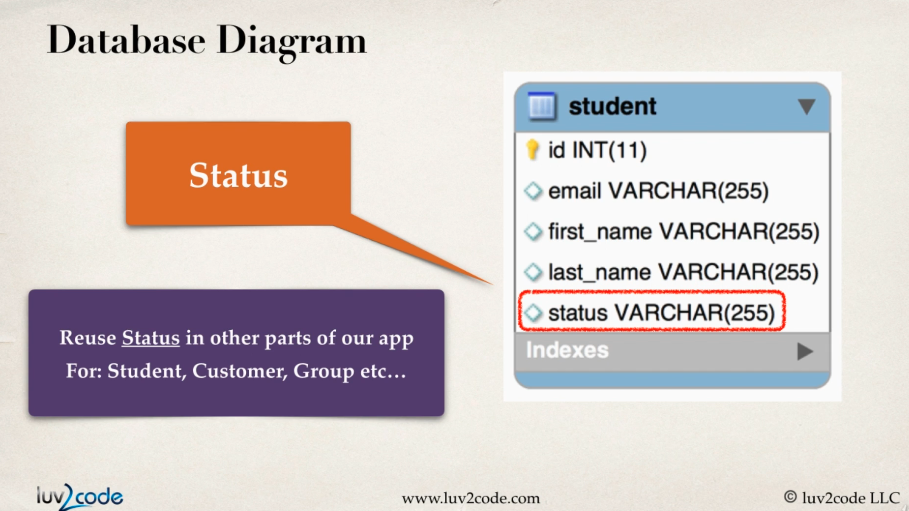 Database Diagram
Status
Reuse Status in other parts of our app
For: Student, Customer, Group etc…
student
id INT(11)
email VARCHAR(255)
first_name VARCHAR(255)
last_name VARCHAR(255)
status VARCHAR(255)
Indexes
luv2code
www.luv2code.com
© luv2code LLC